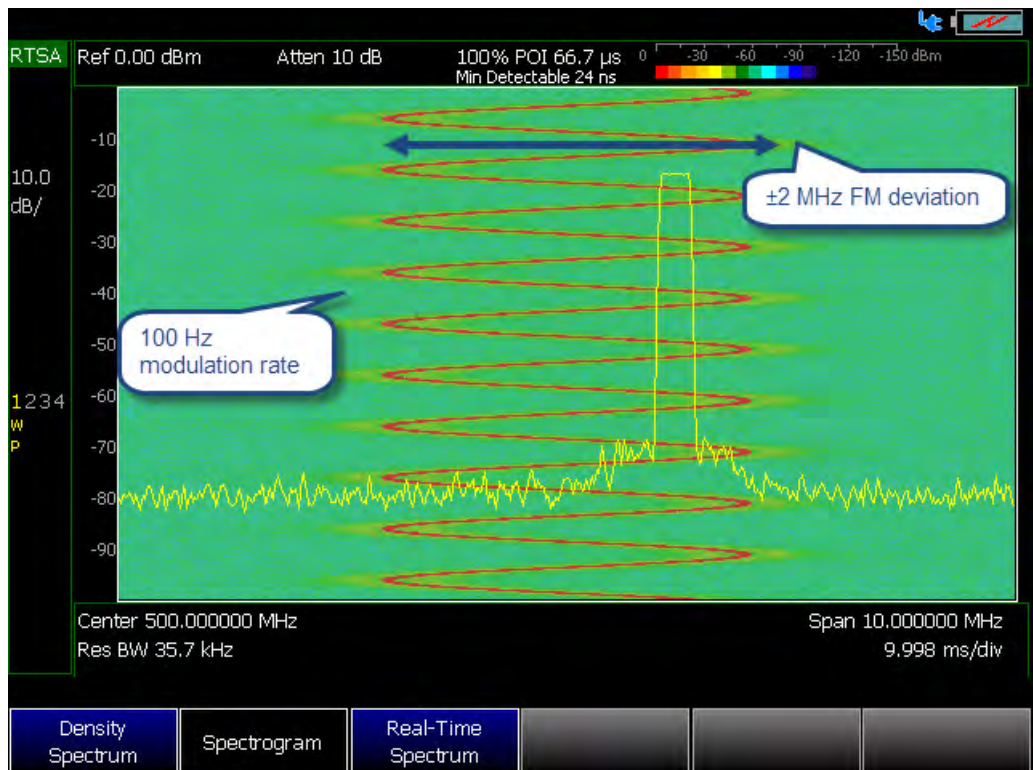 RTSA
Ref 0.00 dBm
Atten 10 dB
100% POI 66.7 µs
Min Detectable 24 ns
0 -30 -60 -90 -120 -150 dBm
10.0
dB/
-10
-20
-30
-40
-50
-60
-70
-80
-90
±2 MHz FM deviation
100 Hz
modulation rate
1234
W
P
Center 500.000000 MHz
Span 10.000000 MHz
Res BW 35.7 kHz
9.998 ms/div
Density
Spectrum
Spectrogram
Real-Time
Spectrum